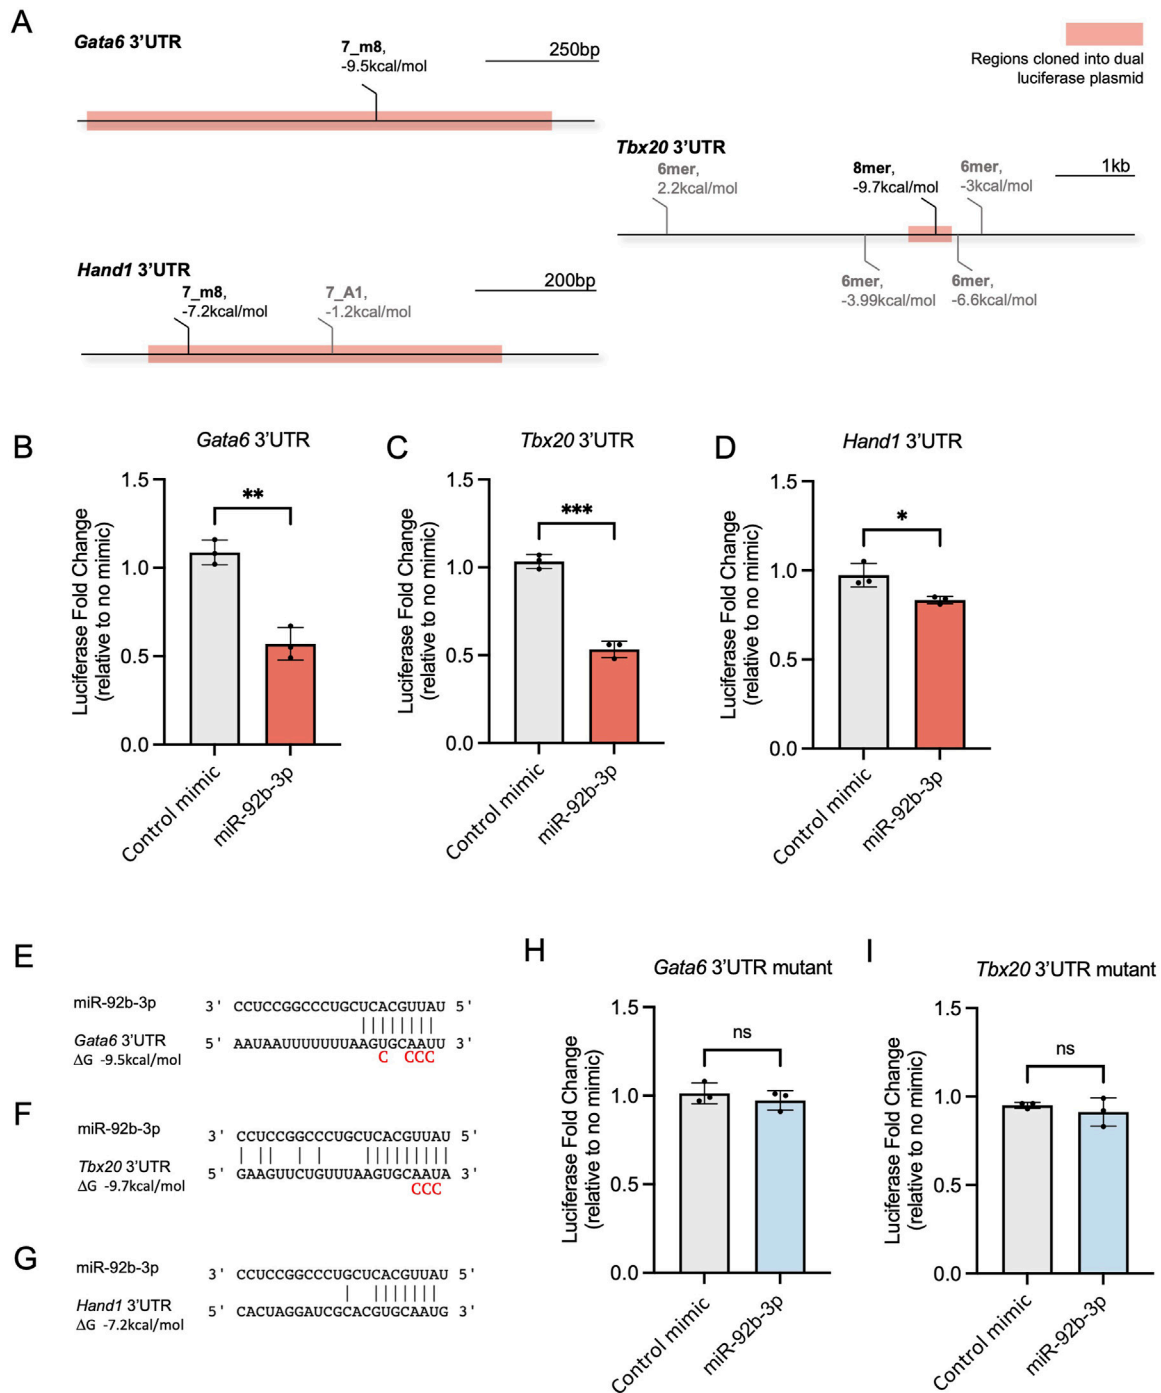 A
Gata6 3'UTR
7_m8,
-9.5kcal/mol
250bp
Regions cloned into dual
luciferase plasmid
Tbx20 3'UTR
6mer,
2.2kcal/mol
8mer,
-9.7kcal/mol
6mer,
-3kcal/mol
1kb
6mer,
-3.99kcal/mol
6mer,
-6.6kcal/mol
Hand1 3'UTR
7_m8,
-7.2kcal/mol
7_A1,
-1.2kcal/mol
200bp
B
Gata6 3'UTR
Luciferase Fold Change
(relative to no mimic)
1.5
1.0
0.5
0.0
**
Control mimic
miR-92b-3p
C
Tbx20 3'UTR
Luciferase Fold Change
(relative to no mimic)
1.5
1.0
0.5
0.0
***
Control mimic
miR-92b-3p
D
Hand1 3'UTR
Luciferase Fold Change
(relative to no mimic)
1.5
1.0
0.5
0.0
*
Control mimic
miR-92b-3p
E
miR-92b-3p
3' CCUCCGGCCCUGCUCACGUUAU 5'
Gata6 3'UTR
5' AAUAAUUUUUUUAAGUGCAAUU 3'
C CCC
ΔG -9.5kcal/mol
F
miR-92b-3p
3' CCUCCGGCCCUGCUCACGUUAU 5'
Tbx20 3'UTR
5' GAAGUUCUGUUUAAGUGCAAUA 3'
CCC
ΔG -9.7kcal/mol
G
miR-92b-3p
3' CCUCCGGCCCUGCUCACGUUAU 5'
Hand1 3'UTR
5' CACUAGGAUCGCACGUGCAAUG 3'
ΔG -7.2kcal/mol
H
Gata6 3'UTR mutant
Luciferase Fold Change
(relative to no mimic)
1.5
1.0
0.5
0.0
ns
Control mimic
miR-92b-3p
I
Tbx20 3'UTR mutant
Luciferase Fold Change
(relative to no mimic)
1.5
1.0
0.5
0.0
ns
Control mimic
miR-92b-3p